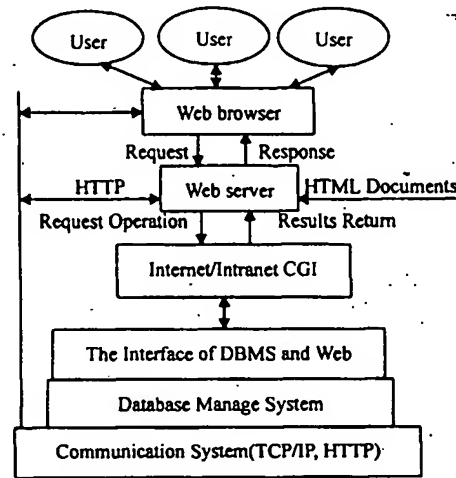 User User User
Web browser
Request Response
HTTP Web server HTML Documents
Request Operation Results Return
Internet/Intranet CGI
The Interface of DBMS and Web
Database Manage System
Communication System(TCP/IP, HTTP)